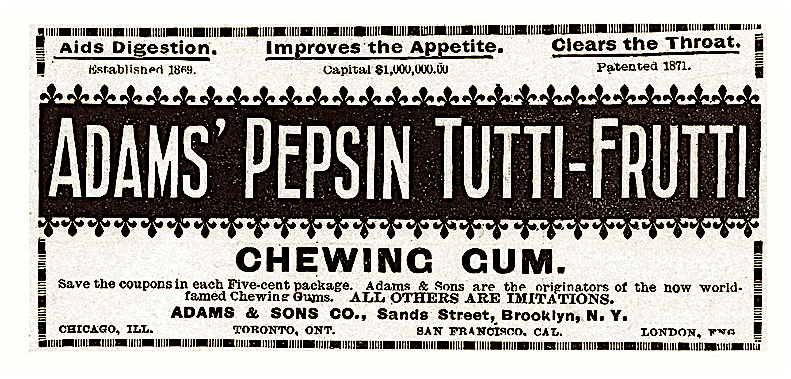 Aids Digestion. Improves the Appetite. Clears the Throat.
Established 1869. Capital $1,000,000.00 Patented 1871.
ADAMS' PEPSIN TUTTI-FRUTTI
CHEWING GUM.
Save the coupons in each Five-cent package. Adams & Sons are the originators of the now world-
famed Chewing Gums. ALL OTHERS ARE IMITATIONS.
ADAMS & SONS CO., Sands Street, Brooklyn, N. Y.
CHICAGO, ILL. TORONTO, ONT. SAN FRANCISCO, CAL. LONDON, ENG.